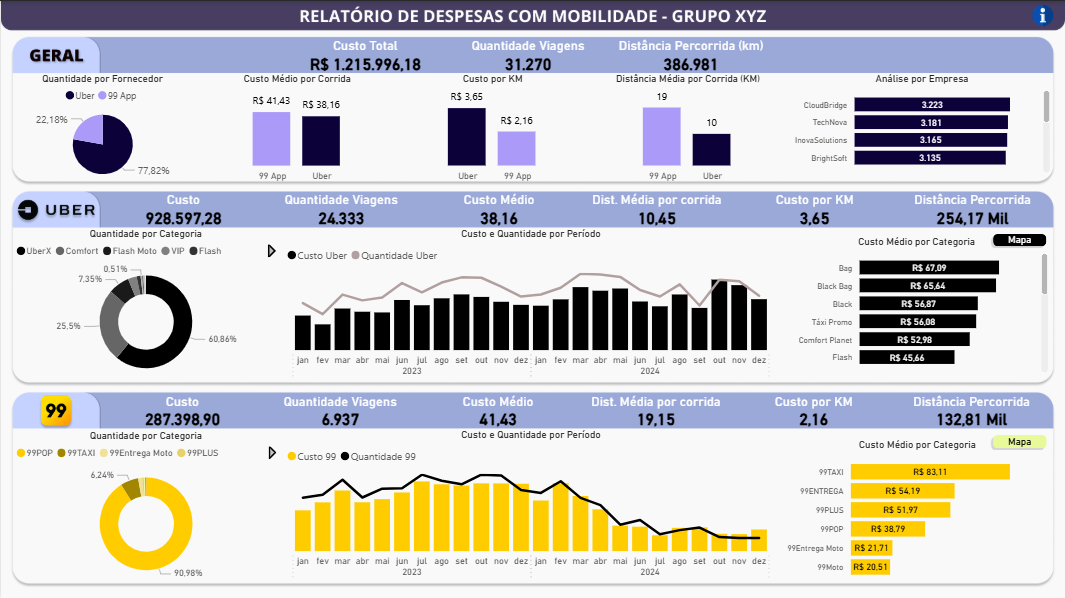 RELATÓRIO DE DESPESAS COM MOBILIDADE - GRUPO XYZ
i
GERAL
Custo Total
R$ 1.215.996,18
Quantidade Viagens
31.270
Distância Percorrida (km)
386.981
Quantidade por Fornecedor
Uber 99 App
22,18%
77,82%
Custo Médio por Corrida
R$ 41,43
R$ 38,16
99 App Uber
Custo por KM
R$ 3,65
R$ 2,16
Uber 99 App
Distância Média por Corrida (KM)
19
10
99 App Uber
Análise por Empresa
CloudBridge 3.223
TechNova 3.181
InovaSolutions 3.165
BrightSoft 3.135
UBER
Custo
928.597,28
Quantidade Viagens
24.333
Custo Médio
38,16
Dist. Média por corrida
10,45
Custo por KM
3,65
Distância Percorrida
254,17 Mil
Quantidade por Categoria
UberX Comfort Flash Moto VIP Flash
0,51%
7,35%
25,5%
60,86%
Custo e Quantidade por Período
Custo Uber Quantidade Uber
jan fev mar abr mai jun jul ago set out nov dez jan fev mar abr mai jun jul ago set out nov dez
2023 2024
Custo Médio por Categoria
Mapa
Bag R$ 67,09
Black Bag R$ 65,64
Black R$ 56,87
Táxi Promo R$ 56,08
Comfort Planet R$ 52,98
Flash R$ 45,66
99
Custo
287.398,90
Quantidade Viagens
6.937
Custo Médio
41,43
Dist. Média por corrida
19,15
Custo por KM
2,16
Distância Percorrida
132,81 Mil
Quantidade por Categoria
99POP 99TAXI 99Entrega Moto 99PLUS
6,24%
90,98%
Custo e Quantidade por Período
Custo 99 Quantidade 99
jan fev mar abr mai jun jul ago set out nov dez jan fev mar abr mai jun jul ago set out nov dez
2023 2024
Custo Médio por Categoria
Mapa
99TAXI R$ 83,11
99ENTREGA R$ 54,19
99PLUS R$ 51,97
99POP R$ 38,79
99Entrega Moto R$ 21,71
99Moto R$ 20,51